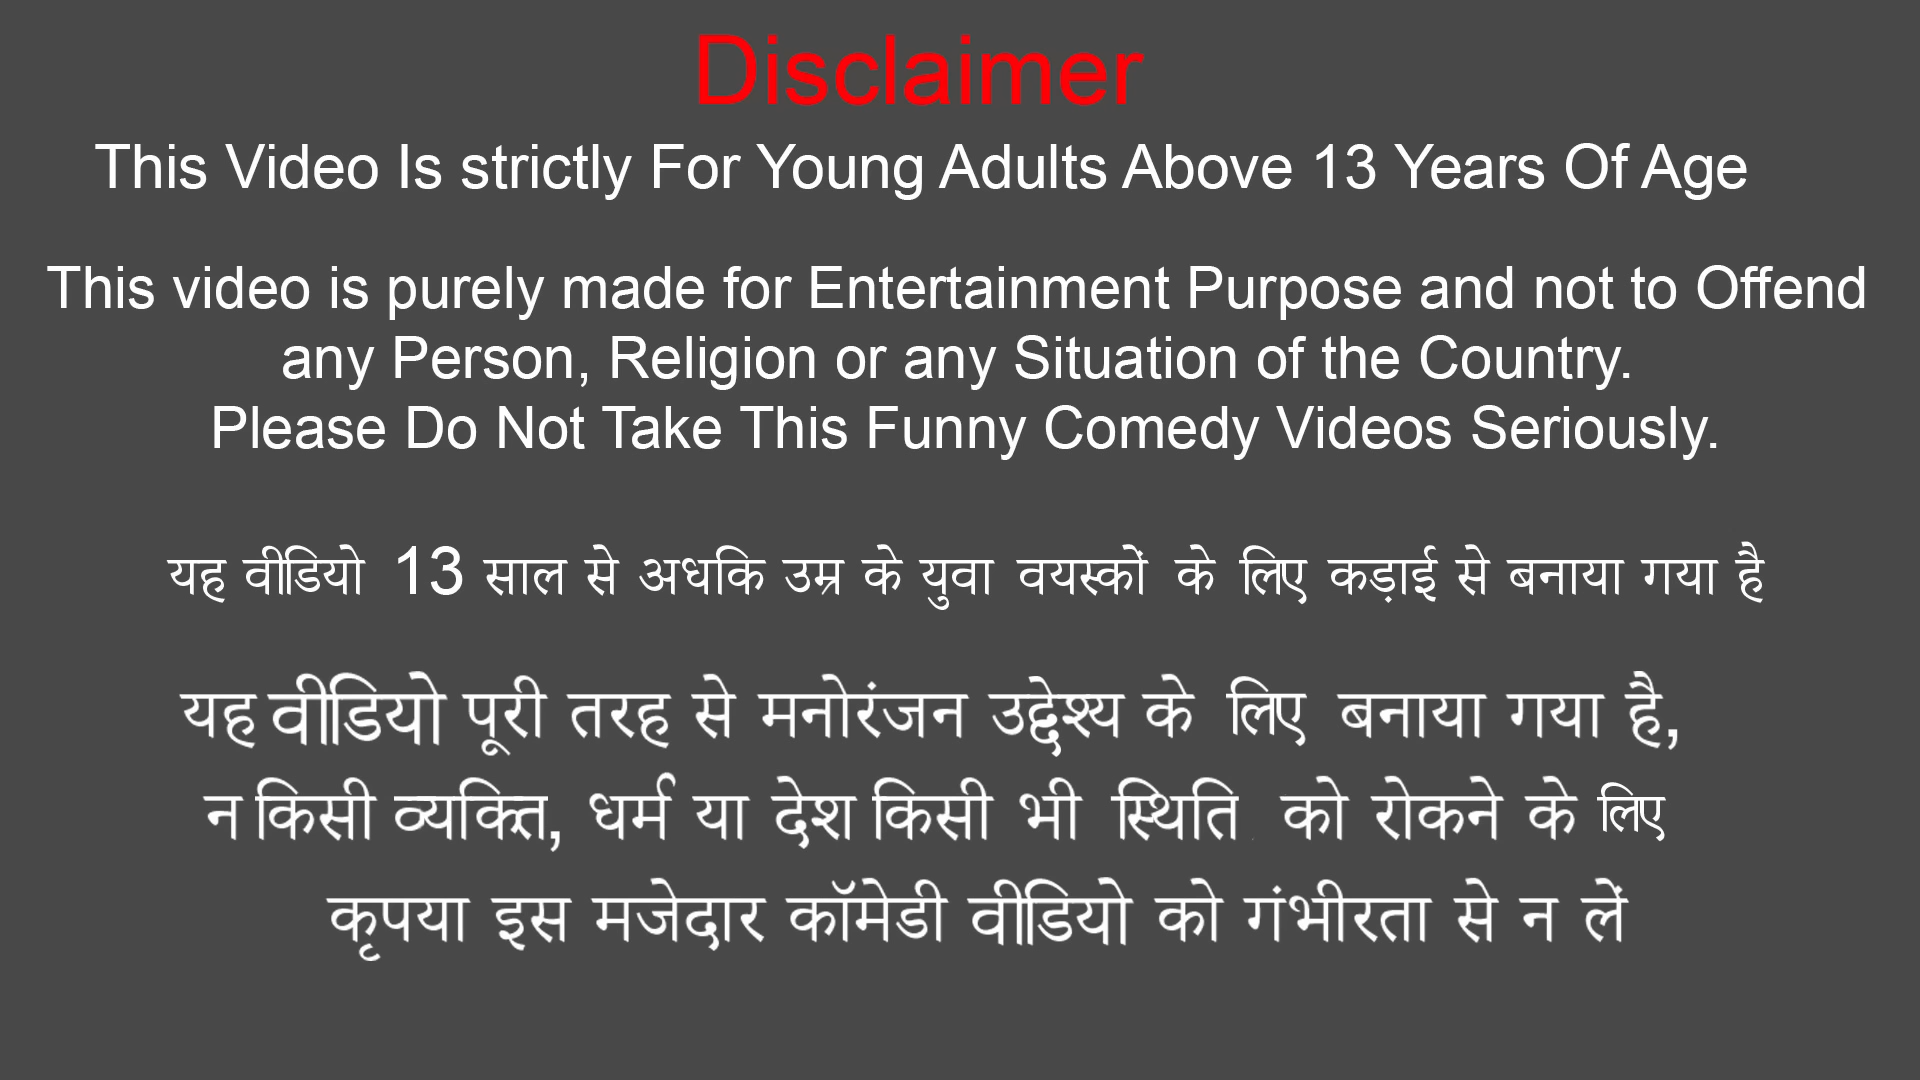 Disclaimer
This Video Is strictly For Young Adults Above 13 Years Of Age
This video is purely made for Entertainment Purpose and not to Offend
any Person, Religion or any Situation of the Country.
Please Do Not Take This Funny Comedy Videos Seriously.
यह वीडियो 13 साल से अधकि उम्र के युवा वयस्कों के लिए कड़ाई से बनाया गया है
यह वीडियो पूरी तरह से मनोरंजन उद्देश्य के लिए बनाया गया है,
न किसी व्यक्ति, धर्म या देश किसी भी स्थिति को रोकने के लिए
कृपया इस मजेदार कॉमेडी वीडियो को गंभीरता से न लें